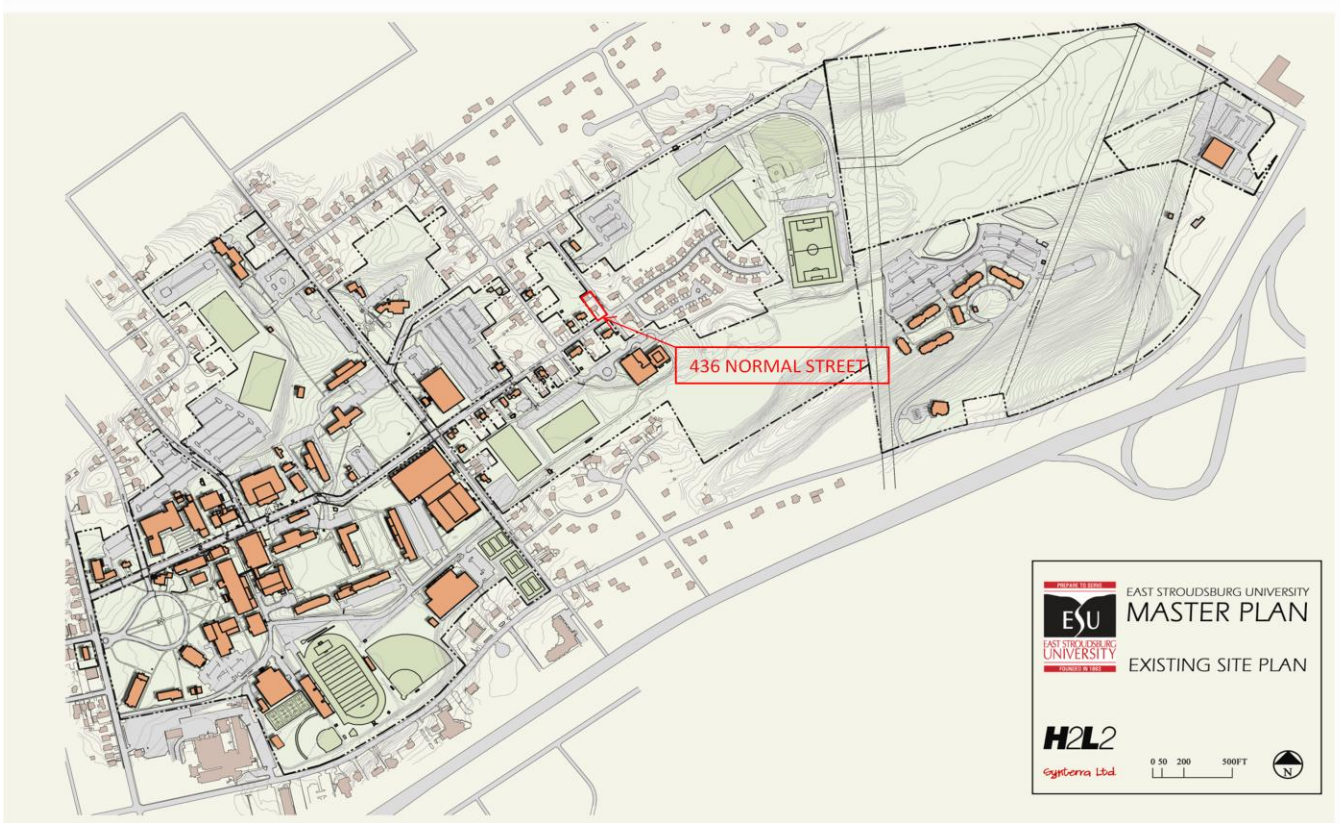 436 NORMAL STREET
PREPARE TO SERVE
ESU
EAST STROUDSBURG
UNIVERSITY
FOUNDED IN 1893
EAST STROUDSBURG UNIVERSITY
MASTER PLAN
EXISTING SITE PLAN
H2L2
Synterra Ltd.
0 50 200 500FT
N